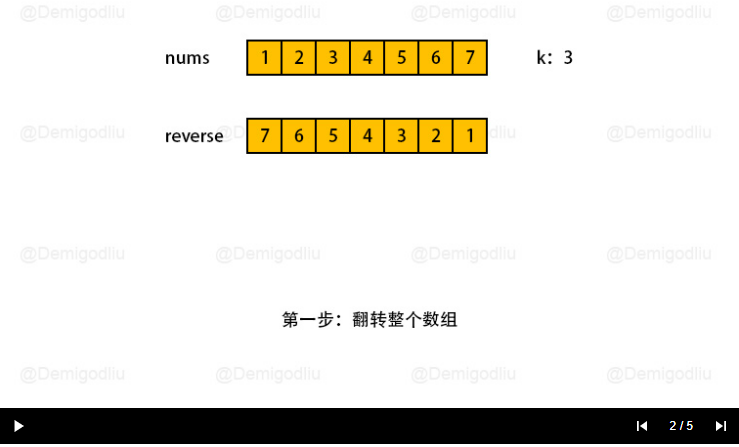 @Demigodliu @Demigodliu @Demigodliu @Demigodliu
nums 1 2 3 4 5 6 7 k: 3
@Demigodliu @Demigodliu
reverse 7 6 5 4 3 2 1
@Demigodliu @Demigodliu @Demigodliu @Demigodliu
第一步：翻转整个数组
@Demigodliu @Demigodliu @Demigodliu @Demigodliu
2 / 5